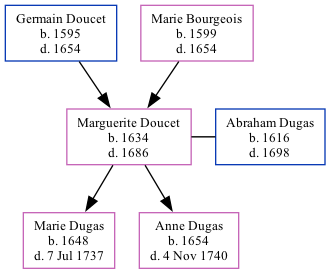 Germain Doucet
b. 1595
d. 1654
Marie Bourgeois
b. 1599
d. 1654
Marguerite Doucet
b. 1634
d. 1686
Abraham Dugas
b. 1616
d. 1698
Marie Dugas
b. 1648
d. 7 Jul 1737
Anne Dugas
b. 1654
d. 4 Nov 1740